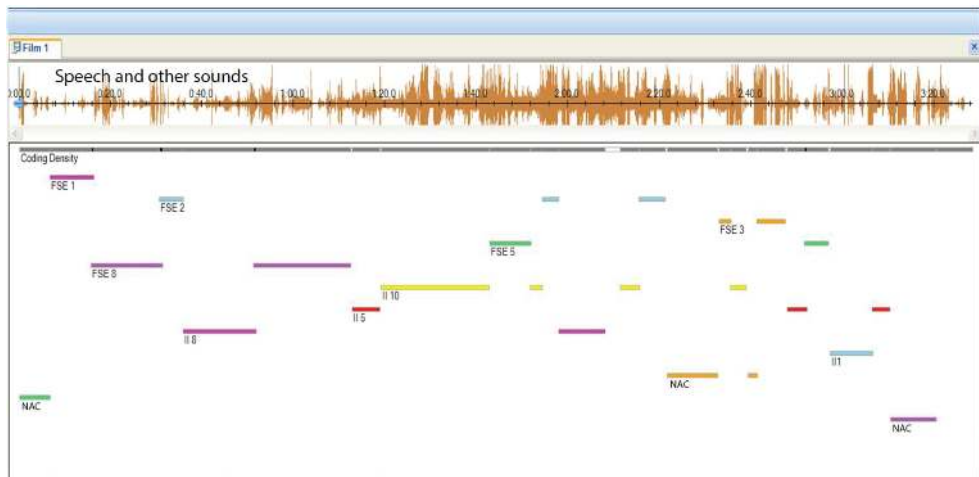 Film 1
Speech and other sounds
0:00.0 0:20.0 0:40.0 1:00.0 1:20.0 1:40.0 2:00.0 2:20.0 2:40.0 3:00.0 3:20.0
Coding Density
FSE 1
FSE 2
FSE 3
FSE 5
FSE 8
II 10
II 5
II 8
II1
NAC
NAC
NAC